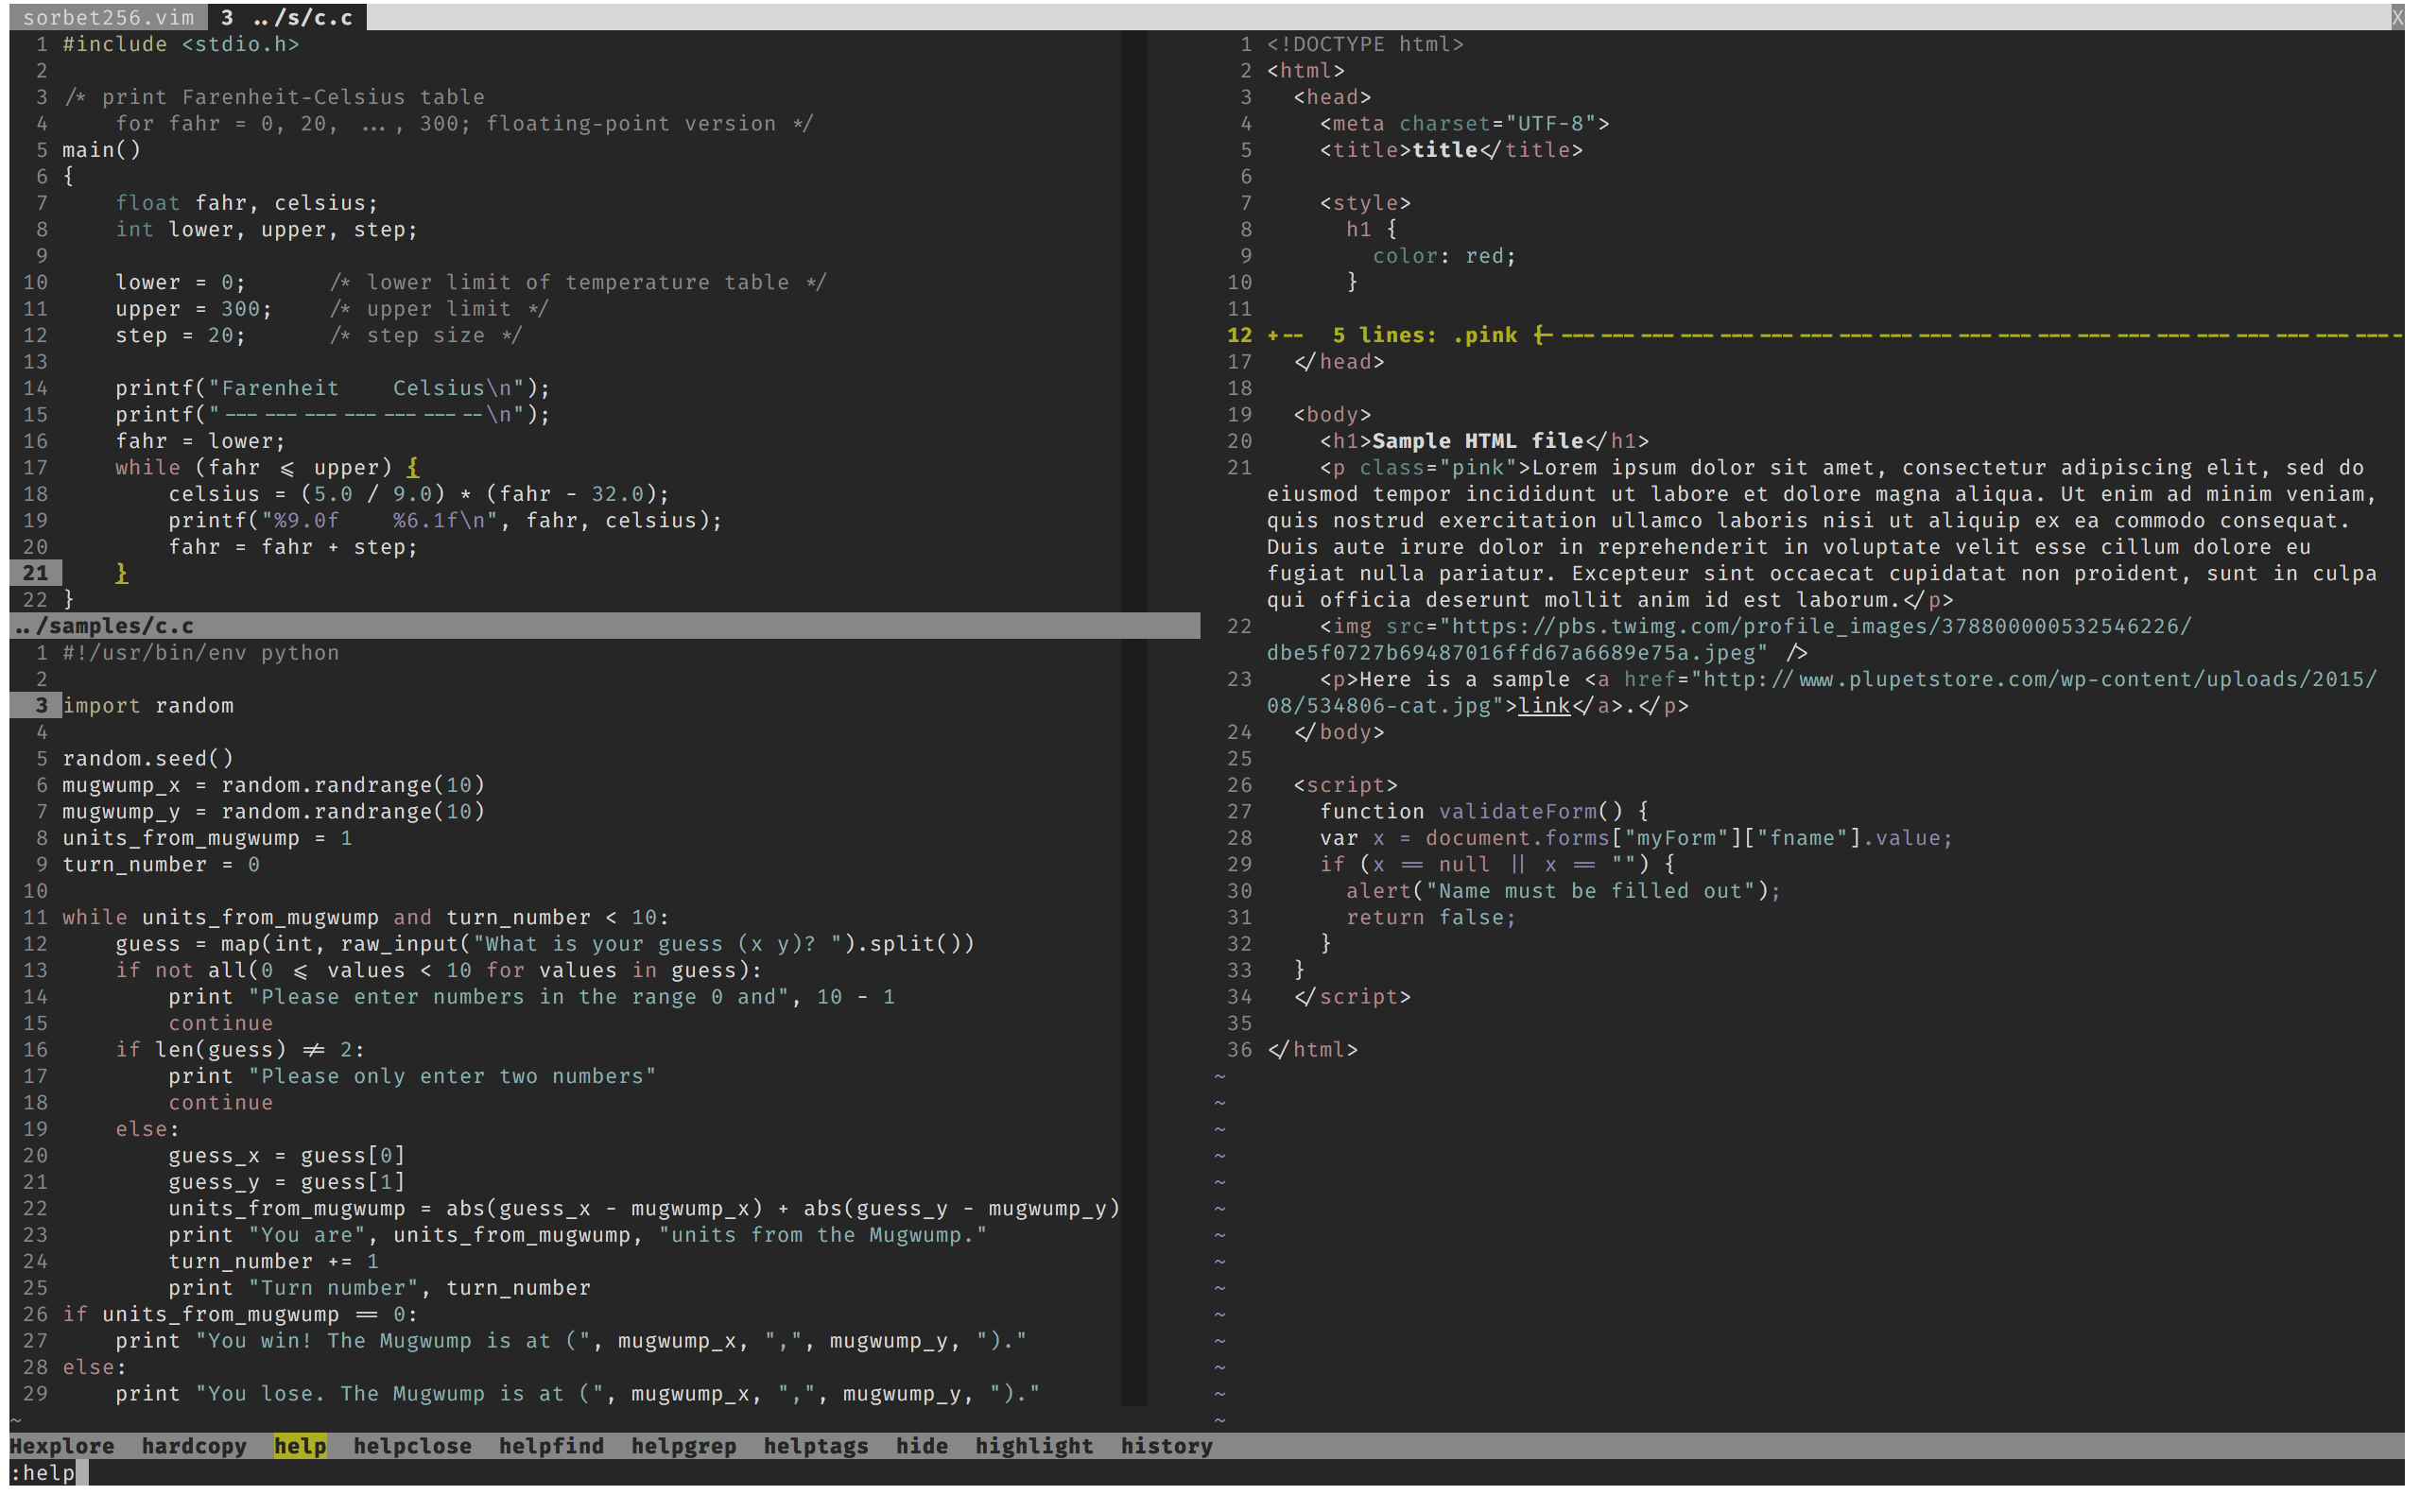 sorbet256.vim  3 ../s/c.c X
1 #include <stdio.h>
2
3 /* print Farenheit-Celsius table
4     for fahr = 0, 20, ..., 300; floating-point version */
5 main()
6 {
7     float fahr, celsius;
8     int lower, upper, step;
9
10     lower = 0;      /* lower limit of temperature table */
11     upper = 300;    /* upper limit */
12     step = 20;      /* step size */
13
14     printf("Farenheit    Celsius\n");
15     printf("--------------------\n");
16     fahr = lower;
17     while (fahr <= upper) {
18         celsius = (5.0 / 9.0) * (fahr - 32.0);
19         printf("%9.0f    %6.1f\n", fahr, celsius);
20         fahr = fahr + step;
21     }
22 }
../samples/c.c
1 #!/usr/bin/env python
2
3 import random
4
5 random.seed()
6 mugwump_x = random.randrange(10)
7 mugwump_y = random.randrange(10)
8 units_from_mugwump = 1
9 turn_number = 0
10
11 while units_from_mugwump and turn_number < 10:
12     guess = map(int, raw_input("What is your guess (x y)? ").split())
13     if not all(0 <= values < 10 for values in guess):
14         print "Please enter numbers in the range 0 and", 10 - 1
15         continue
16     if len(guess) != 2:
17         print "Please only enter two numbers"
18         continue
19     else:
20         guess_x = guess[0]
21         guess_y = guess[1]
22         units_from_mugwump = abs(guess_x - mugwump_x) + abs(guess_y - mugwump_y)
23         print "You are", units_from_mugwump, "units from the Mugwump."
24         turn_number += 1
25         print "Turn number", turn_number
26 if units_from_mugwump == 0:
27     print "You win! The Mugwump is at (", mugwump_x, ",", mugwump_y, ")."
28 else:
29     print "You lose. The Mugwump is at (", mugwump_x, ",", mugwump_y, ")."
~
1 <!DOCTYPE html>
2 <html>
3   <head>
4     <meta charset="UTF-8">
5     <title>title</title>
6
7     <style>
8       h1 {
9         color: red;
10       }
11
12 +--  5 lines: .pink {----------------------------------------------------------------
17   </head>
18
19   <body>
20     <h1>Sample HTML file</h1>
21     <p class="pink">Lorem ipsum dolor sit amet, consectetur adipiscing elit, sed do
eiusmod tempor incididunt ut labore et dolore magna aliqua. Ut enim ad minim veniam,
quis nostrud exercitation ullamco laboris nisi ut aliquip ex ea commodo consequat.
Duis aute irure dolor in reprehenderit in voluptate velit esse cillum dolore eu
fugiat nulla pariatur. Excepteur sint occaecat cupidatat non proident, sunt in culpa
qui officia deserunt mollit anim id est laborum.</p>
22     <img src="https://pbs.twimg.com/profile_images/378800000532546226/
dbe5f0727b69487016ffd67a6689e75a.jpeg" />
23     <p>Here is a sample <a href="http://www.plupetstore.com/wp-content/uploads/2015/
08/534806-cat.jpg">link</a>.</p>
24   </body>
25
26   <script>
27     function validateForm() {
28     var x = document.forms["myForm"]["fname"].value;
29     if (x == null || x == "") {
30       alert("Name must be filled out");
31       return false;
32     }
33   }
34   </script>
35
36 </html>
~
~
~
~
~
~
~
~
~
~
~
~
~
~
Hexplore  hardcopy  help  helpclose  helpfind  helpgrep  helptags  hide  highlight  history
:help